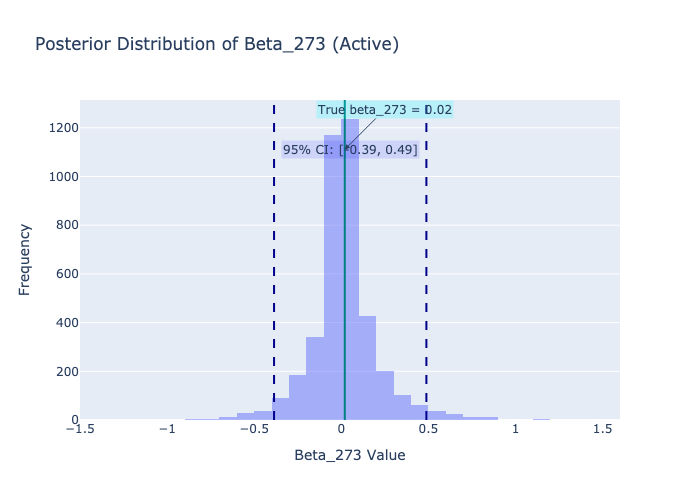 Posterior Distribution of Beta_273 (Active)
True beta_273 = 0.02
95% CI: [-0.39, 0.49]
1200
1000
800
600
400
200
0
Frequency
−1.5
−1
−0.5
0
0.5
1
1.5
Beta_273 Value